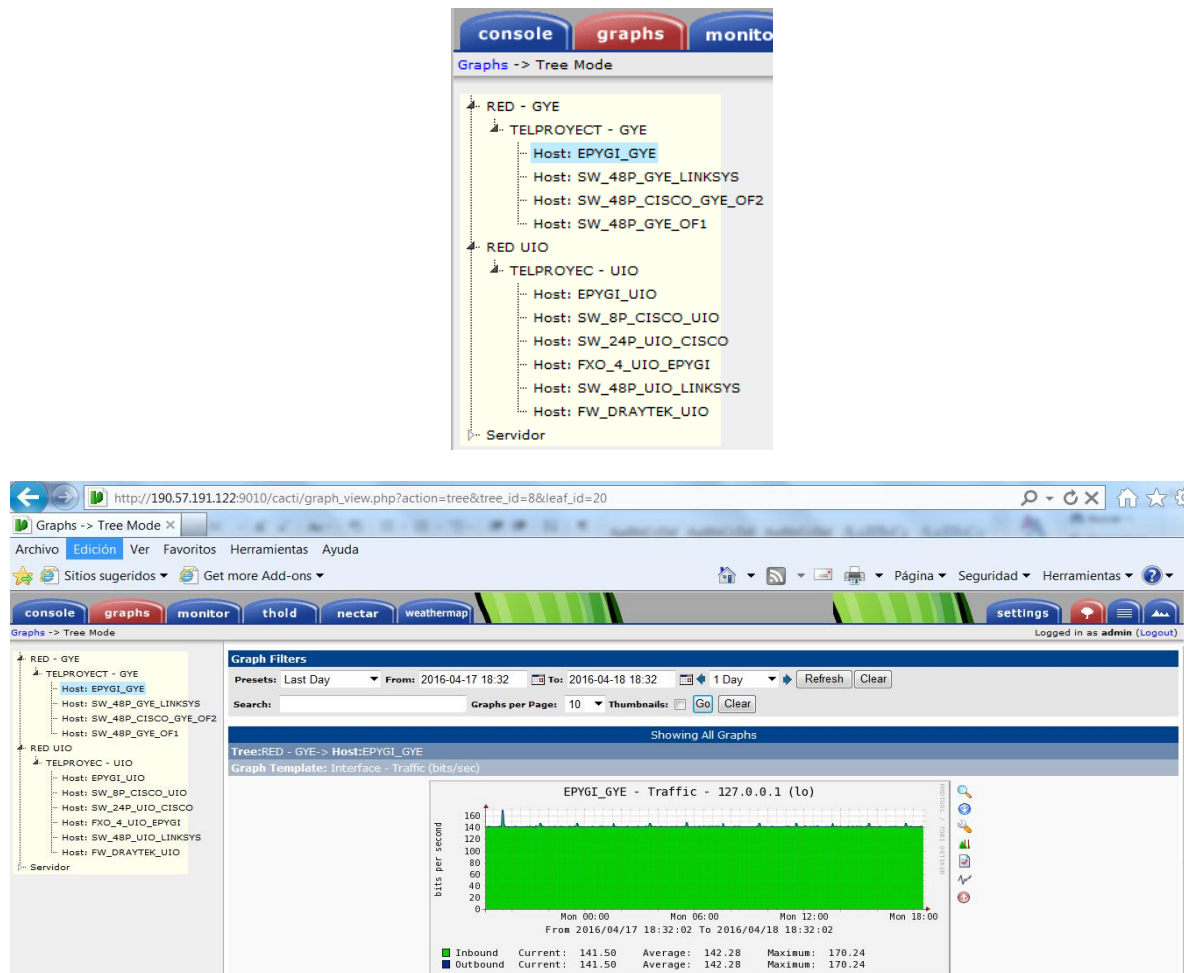 console graphs monito
Graphs -> Tree Mode
RED - GYE
TELPROYECT - GYE
Host: EPYGI_GYE
Host: SW_48P_GYE_LINKSYS
Host: SW_48P_CISCO_GYE_OF2
Host: SW_48P_GYE_OF1
RED UIO
TELPROYEC - UIO
Host: EPYGI_UIO
Host: SW_8P_CISCO_UIO
Host: SW_24P_UIO_CISCO
Host: FXO_4_UIO_EPYGI
Host: SW_48P_UIO_LINKSYS
Host: FW_DRAYTEK_UIO
Servidor
http://190.57.191.122:9010/cacti/graph_view.php?action=tree&tree_id=8&leaf_id=20
Graphs -> Tree Mode
Archivo Edición Ver Favoritos Herramientas Ayuda
Sitios sugeridos Get more Add-ons Página Seguridad Herramientas
console graphs monitor thold nectar weathermap settings
Graphs -> Tree Mode Logged in as admin (Logout)
RED - GYE
TELPROYECT - GYE
Host: EPYGI_GYE
Host: SW_48P_GYE_LINKSYS
Host: SW_48P_CISCO_GYE_OF2
Host: SW_48P_GYE_OF1
RED UIO
TELPROYEC - UIO
Host: EPYGI_UIO
Host: SW_8P_CISCO_UIO
Host: SW_24P_UIO_CISCO
Host: FXO_4_UIO_EPYGI
Host: SW_48P_UIO_LINKSYS
Host: FW_DRAYTEK_UIO
Servidor
Graph Filters
Presets: Last Day From: 2016-04-17 18:32 To: 2016-04-18 18:32 1 Day Refresh Clear
Search: Graphs per Page: 10 Thumbnails: Go Clear
Showing All Graphs
Tree:RED - GYE-> Host:EPYGI_GYE
Graph Template: Interface - Traffic (bits/sec)
EPYGI_GYE - Traffic - 127.0.0.1 (lo)
bits per second
160
140
120
100
80
60
40
20
0
RRDTOOL / TOBI OETIKER
Mon 00:00 Mon 06:00 Mon 12:00 Mon 18:00
From 2016/04/17 18:32:02 To 2016/04/18 18:32:02
Inbound Current: 141.50 Average: 142.28 Maximum: 170.24
Outbound Current: 141.50 Average: 142.28 Maximum: 170.24